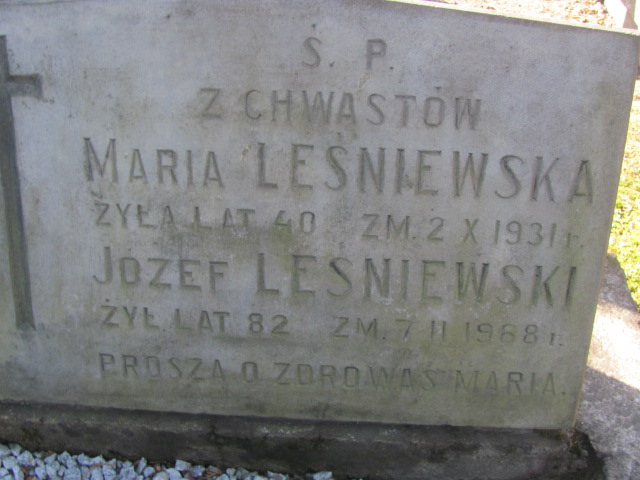 Ś. P.
Z CHWASTÓW
MARIA LEŚNIEWSKA
ŻYŁA LAT 40 ZM. 2 X 1931 r.
JÓZEF LEŚNIEWSKI
ŻYŁ LAT 82 ZM. 7 II 1968 r.
PROSZĄ O ZDROWAŚ MARIA.